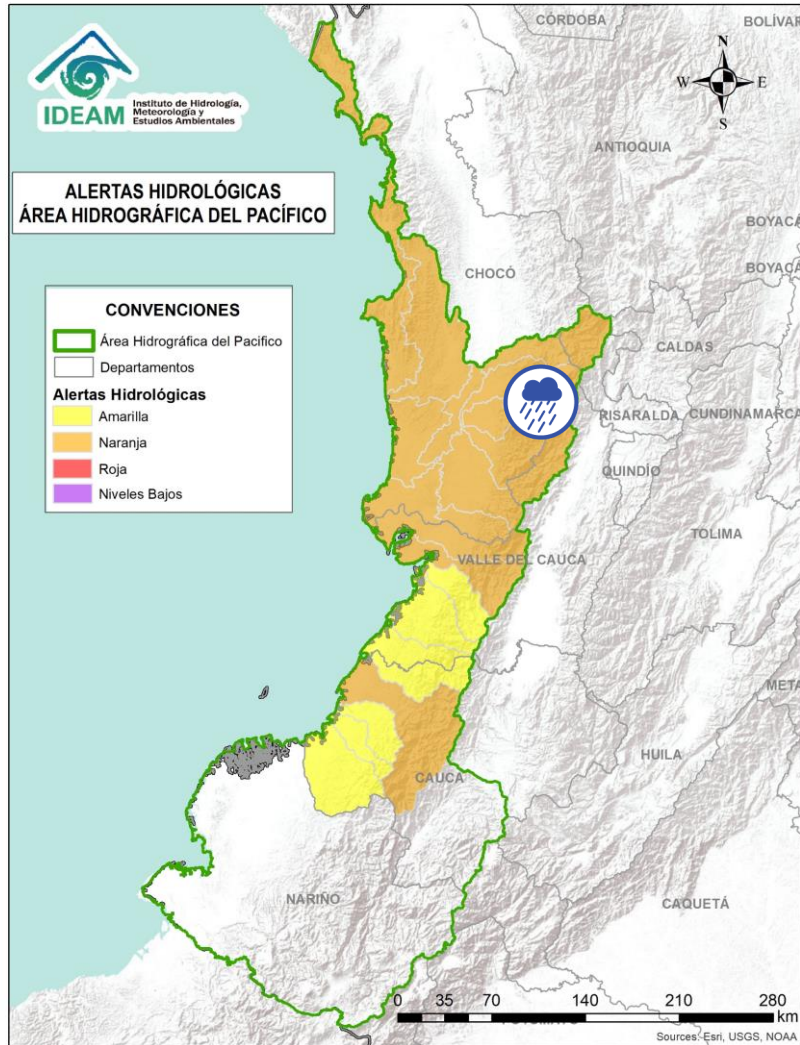 IDEAM
Instituto de Hidrología,
Meteorología y
Estudios Ambientales
ALERTAS HIDROLÓGICAS
ÁREA HIDROGRÁFICA DEL PACÍFICO
CONVENCIONES
Área Hidrográfica del Pacifico
Departamentos
Alertas Hidrológicas
Amarilla
Naranja
Roja
Niveles Bajos
N
W E
S
CÓRDOBA
BOLÍVAR
ANTIOQUIA
BOYACÁ
BOYACÁ
CHOCÓ
CALDAS
RISARALDA
CUNDINAMARCA
QUINDÍO
TOLIMA
VALLE DEL CAUCA
META
HUILA
CAUCA
NARIÑO
CAQUETÁ
0 35 70 140 210 280
km
Sources: Esri, USGS, NOAA